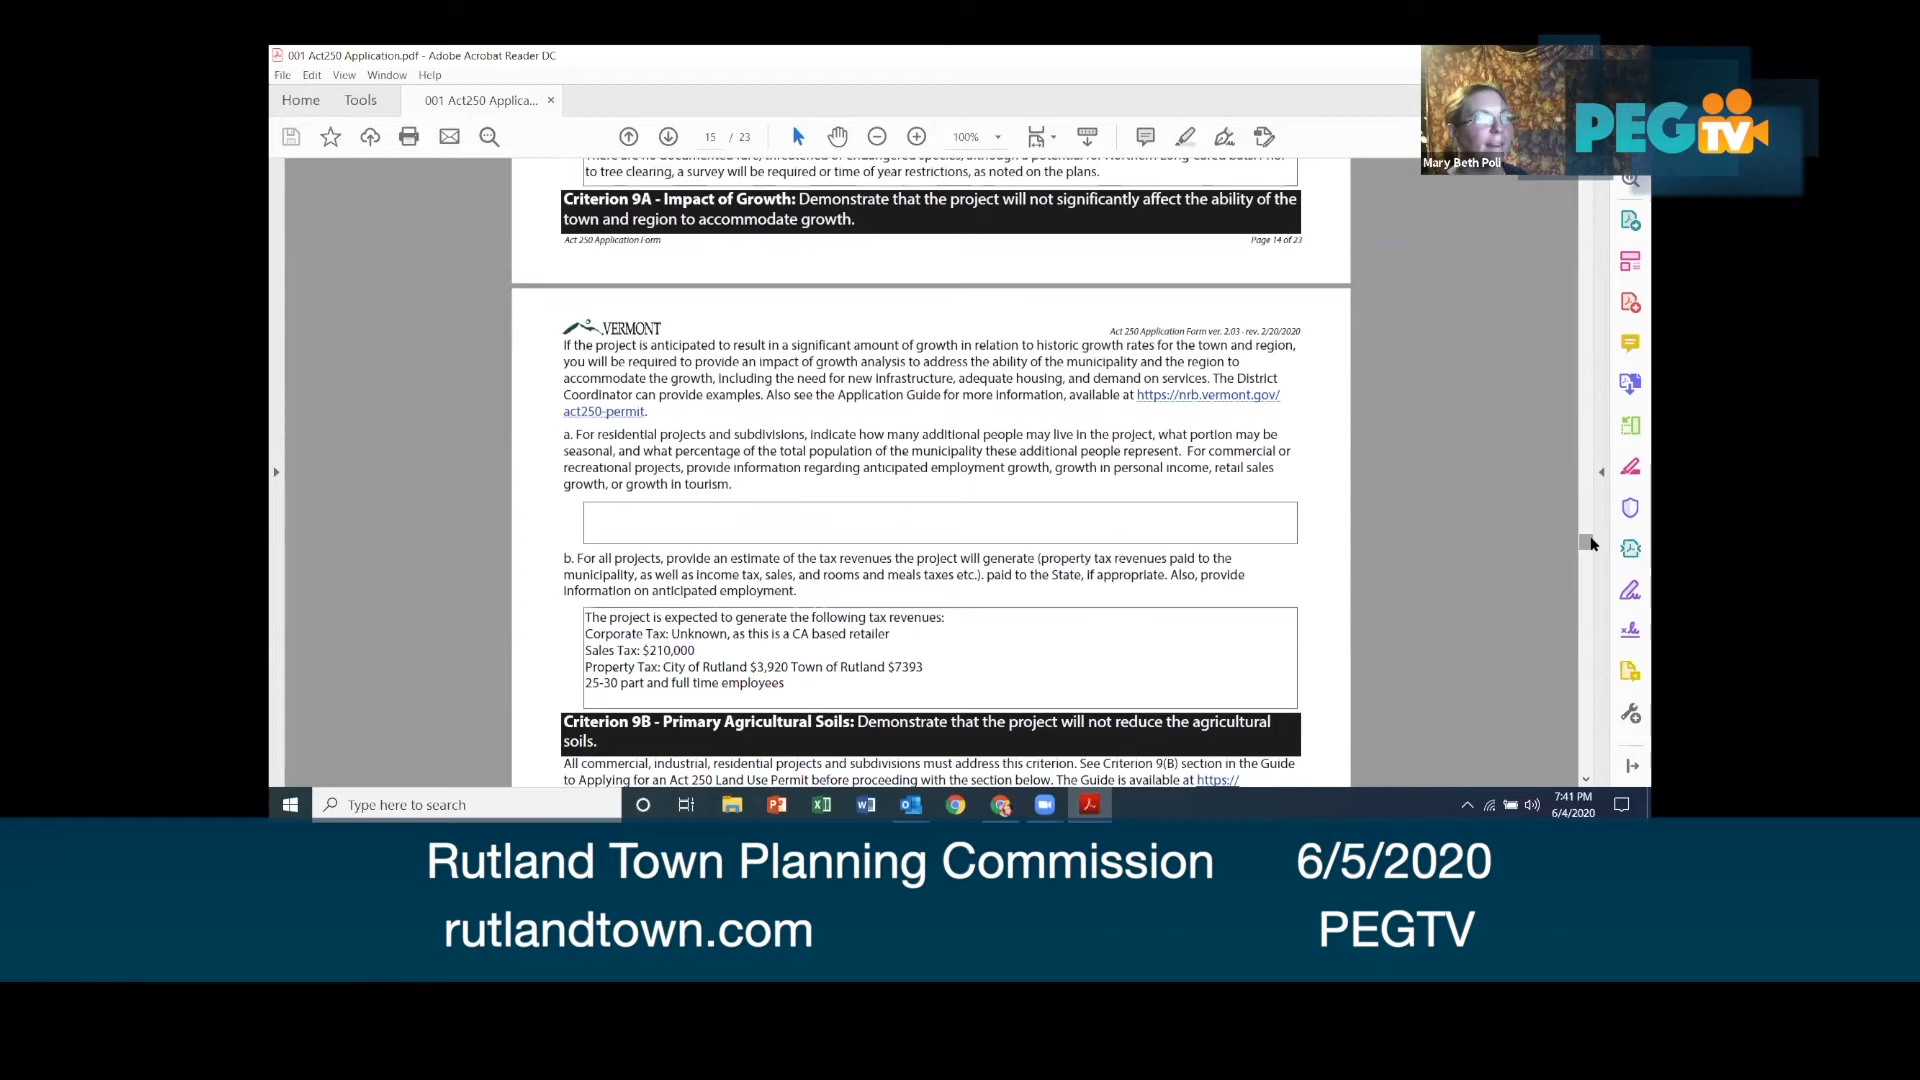 001 Act250 Application.pdf - Adobe Acrobat Reader DC
File Edit View Window Help
Home Tools 001 Act250 Applica... ×
15 / 23 100%
Mary Beth Poli
PEGTV
to tree clearing, a survey will be required or time of year restrictions, as noted on the plans.
Criterion 9A - Impact of Growth: Demonstrate that the project will not significantly affect the ability of the
town and region to accommodate growth.
Act 250 Application Form Page 14 of 23
VERMONT Act 250 Application Form ver. 2.03 - rev. 2/20/2020
If the project is anticipated to result in a significant amount of growth in relation to historic growth rates for the town and region,
you will be required to provide an impact of growth analysis to address the ability of the municipality and the region to
accommodate the growth, including the need for new infrastructure, adequate housing, and demand on services. The District
Coordinator can provide examples. Also see the Application Guide for more information, available at https://nrb.vermont.gov/
act250-permit.
a. For residential projects and subdivisions, indicate how many additional people may live in the project, what portion may be
seasonal, and what percentage of the total population of the municipality these additional people represent. For commercial or
recreational projects, provide information regarding anticipated employment growth, growth in personal income, retail sales
growth, or growth in tourism.
b. For all projects, provide an estimate of the tax revenues the project will generate (property tax revenues paid to the
municipality, as well as income tax, sales, and rooms and meals taxes etc.). paid to the State, if appropriate. Also, provide
information on anticipated employment.
The project is expected to generate the following tax revenues:
Corporate Tax: Unknown, as this is a CA based retailer
Sales Tax: $210,000
Property Tax: City of Rutland $3,920 Town of Rutland $7393
25-30 part and full time employees
Criterion 9B - Primary Agricultural Soils: Demonstrate that the project will not reduce the agricultural
soils.
All commercial, industrial, residential projects and subdivisions must address this criterion. See Criterion 9(B) section in the Guide
to Applying for an Act 250 Land Use Permit before proceeding with the section below. The Guide is available at https://
Type here to search
7:41 PM
6/4/2020
Rutland Town Planning Commission 6/5/2020
rutlandtown.com PEGTV